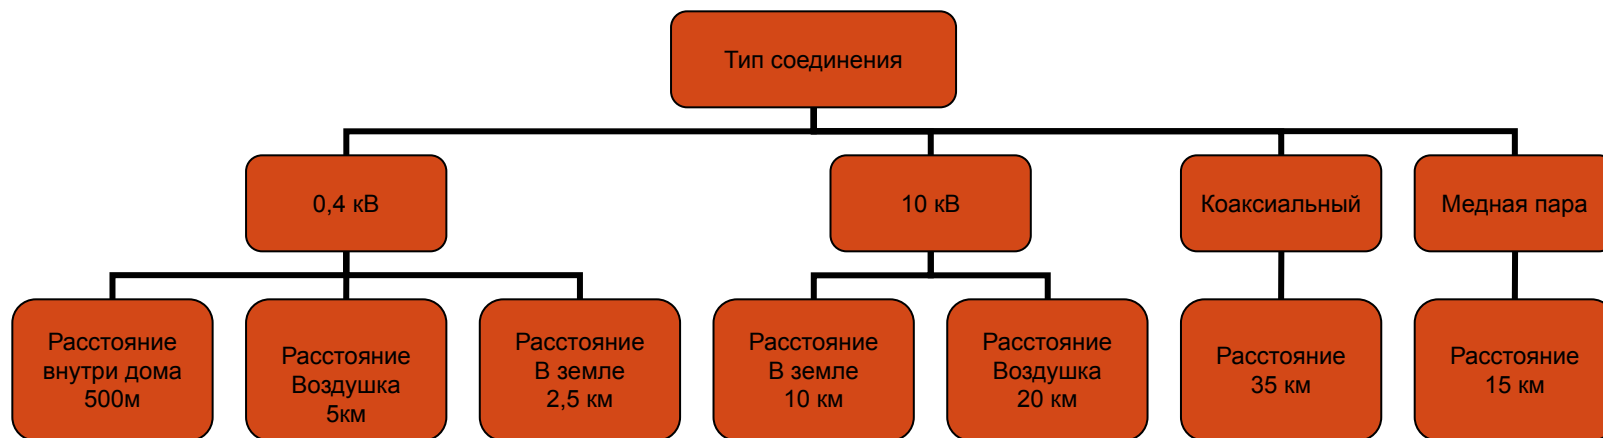 Тип соединения
0,4 кВ
10 кВ
Коаксиальный
Медная пара
Расстояние
внутри дома
500м
Расстояние
Воздушка
5км
Расстояние
В земле
2,5 км
Расстояние
В земле
10 км
Расстояние
Воздушка
20 км
Расстояние
35 км
Расстояние
15 км